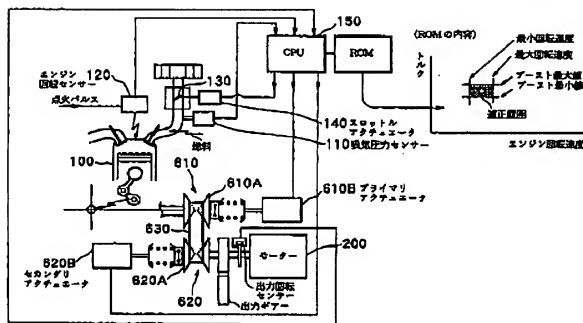 150
CPU
ROM
(ROMの内容)
最小回転速度
最大回転速度
ブースト最大値
ブースト最小値
適正範囲
トルク
エンジン回転速度
エンジン
回転センサー
120
点火パルス
130
140スロットル
アクチュエータ
110吸気圧力センサー
燃料
100
610
610A
610B プライマリ
アクチュエータ
630
620B
セカンダリ
アクチュエータ
620A
620
200
モーター
出力回転
センサー
出力ギアー